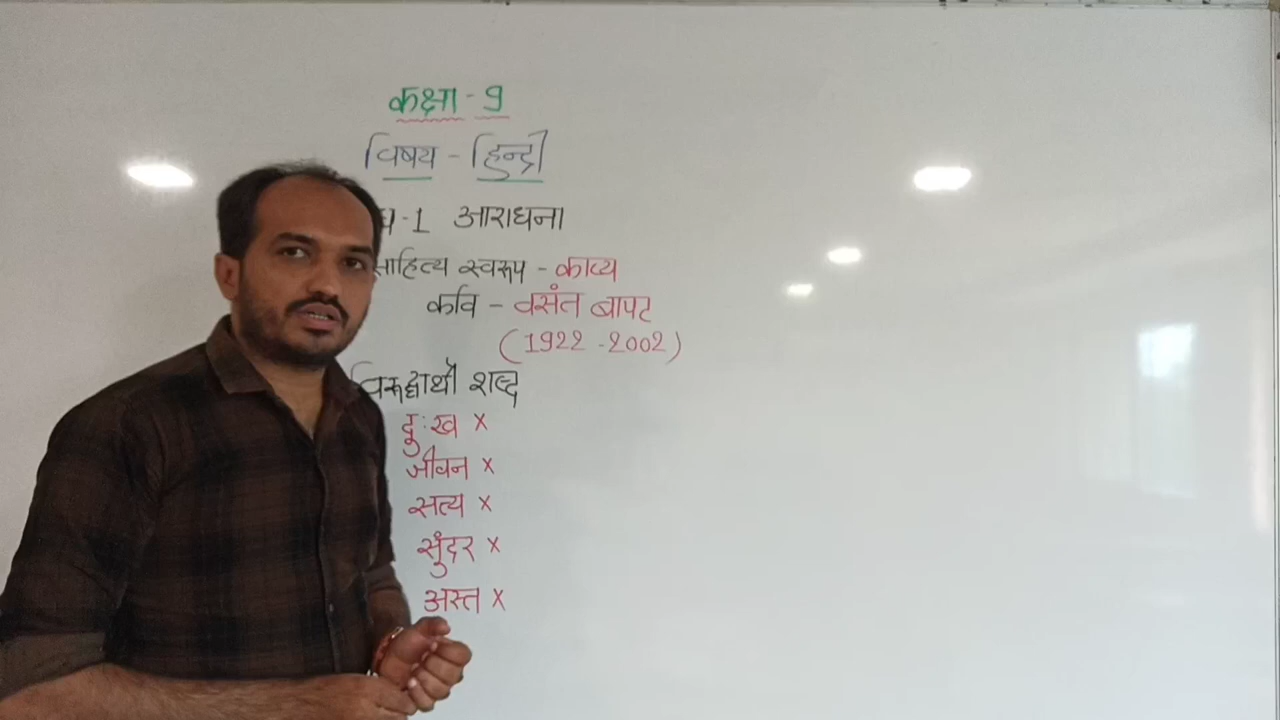 कक्षा - 9
विषय - हिन्दी
-1 आराधना
साहित्य स्वरूप - काव्य
कवि - वसंत बापट
(1922 - 2002)
विरूद्धार्थी शब्द
दुःख ×
जीवन ×
सत्य ×
सुंदर ×
अस्त ×